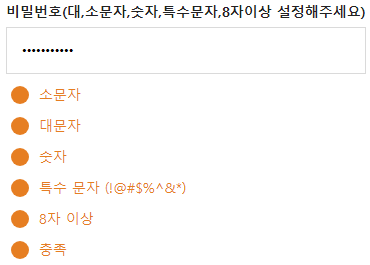 비밀번호(대,소문자,숫자,특수문자,8자이상 설정해주세요)
•••••••••••
소문자
대문자
숫자
특수 문자 (!@#$%^&*)
8자 이상
충족